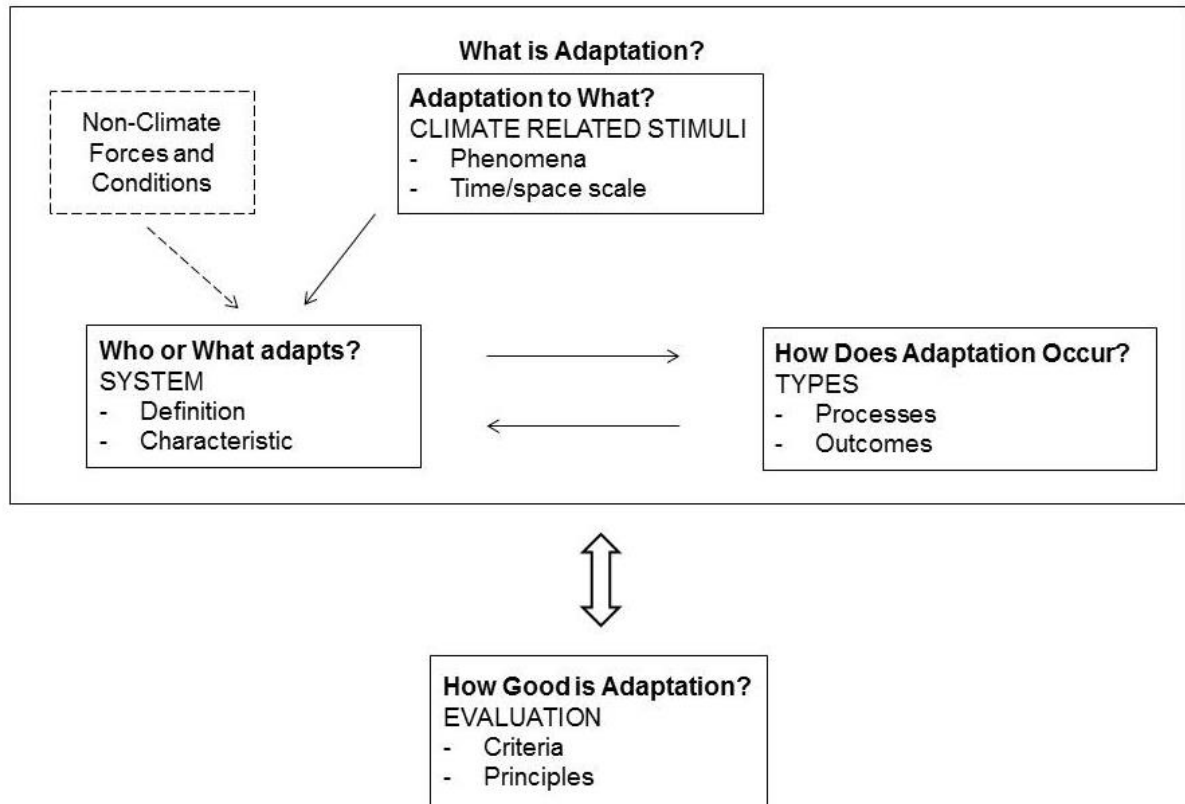 What is Adaptation?
Non-Climate
Forces and
Conditions
Adaptation to What?
CLIMATE RELATED STIMULI
- Phenomena
- Time/space scale
Who or What adapts?
SYSTEM
- Definition
- Characteristic
How Does Adaptation Occur?
TYPES
- Processes
- Outcomes
How Good is Adaptation?
EVALUATION
- Criteria
- Principles